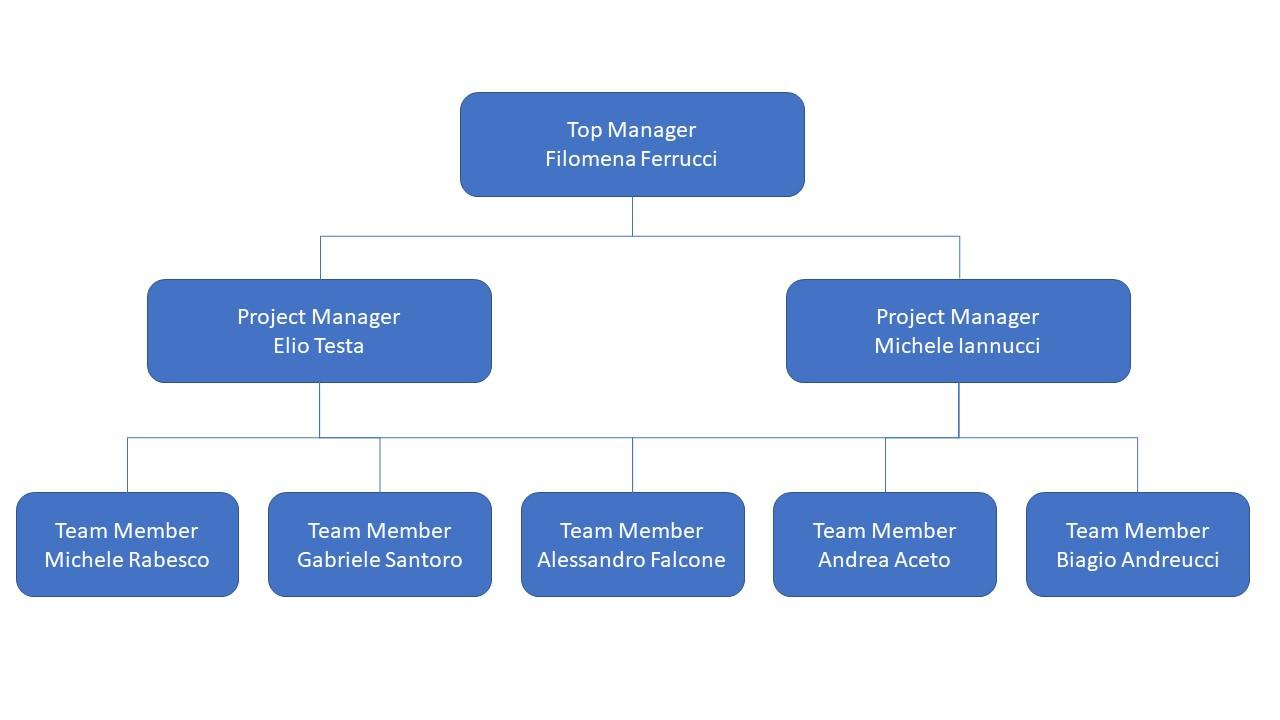 Top Manager
Filomena Ferrucci
Project Manager
Elio Testa
Project Manager
Michele Iannucci
Team Member
Michele Rabesco
Team Member
Gabriele Santoro
Team Member
Alessandro Falcone
Team Member
Andrea Aceto
Team Member
Biagio Andreucci